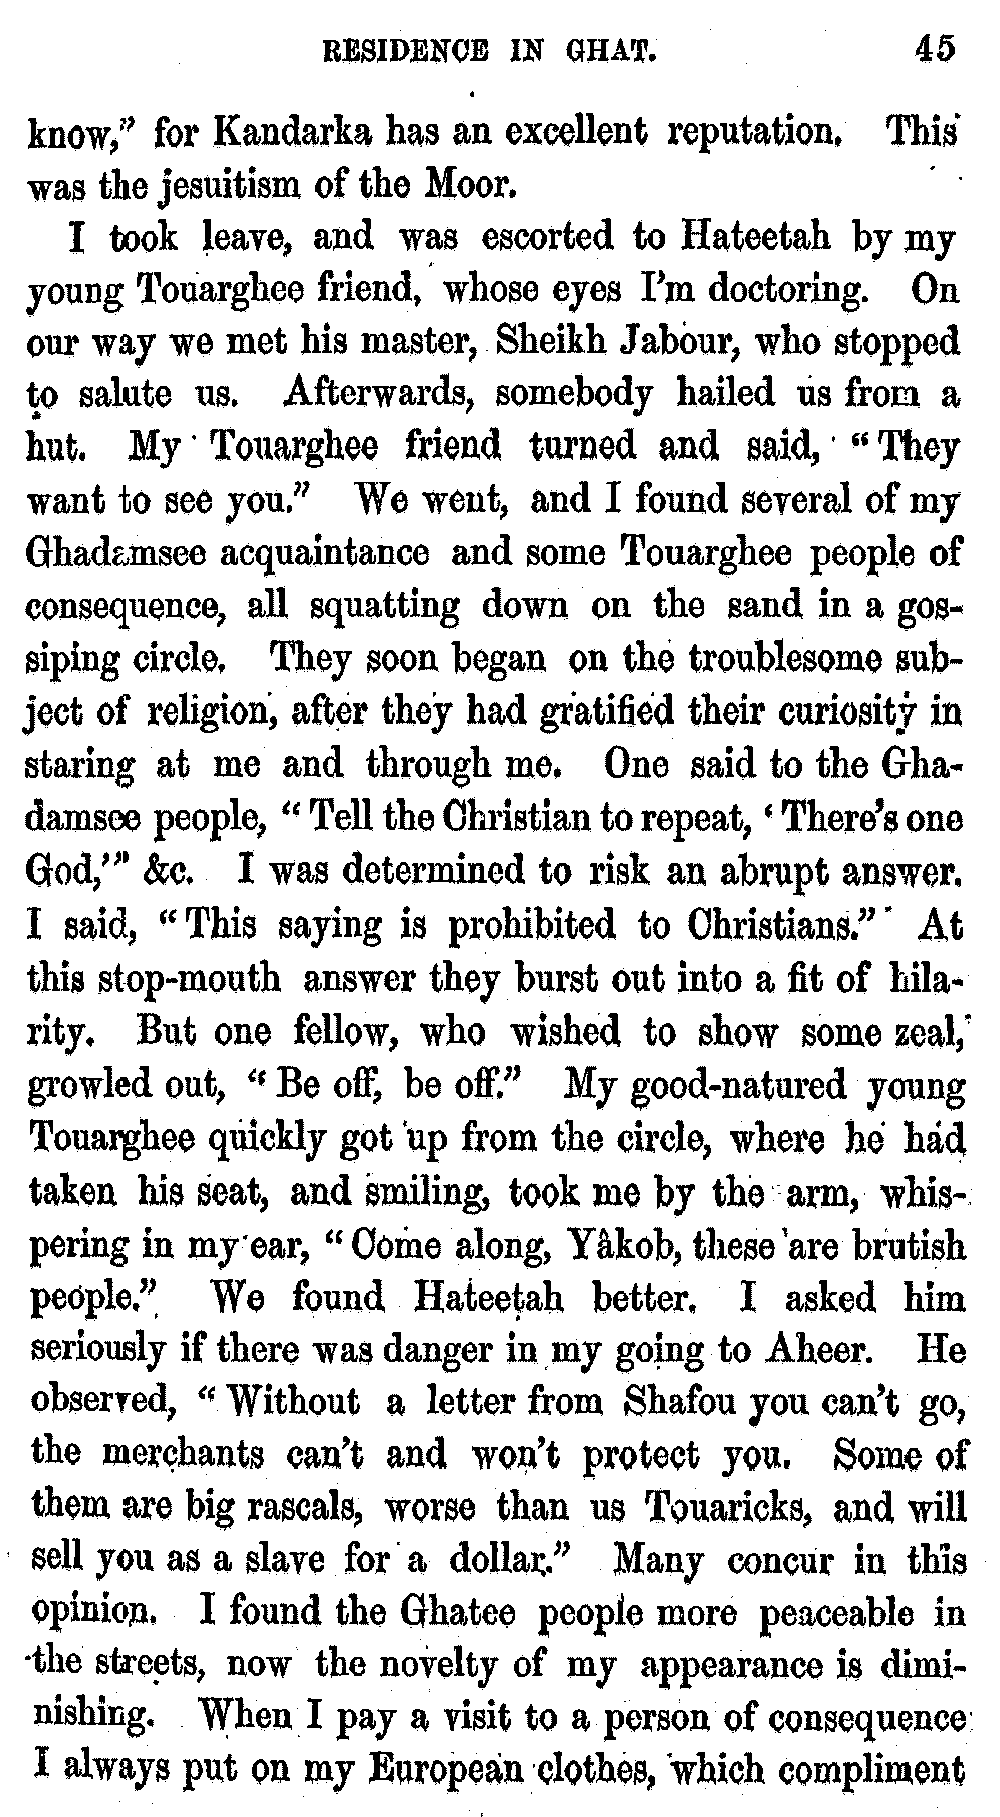 RESIDENCE IN GHAT. 45
know,” for Kandarka has an excellent reputation. This
was the jesuitism of the Moor.
I took leave, and was escorted to Hateetah by my
young Touarghee friend, whose eyes I’m doctoring. On
our way we met his master, Sheikh Jabour, who stopped
to salute us. Afterwards, somebody hailed us from a
hut. My Touarghee friend turned and said, “They
want to see you.” We went, and I found several of my
Ghadamsee acquaintance and some Touarghee people of
consequence, all squatting down on the sand in a gos-
siping circle. They soon began on the troublesome sub-
ject of religion, after they had gratified their curiosity in
staring at me and through me. One said to the Gha-
damsee people, “Tell the Christian to repeat, ‘There’s one
God,’” &c. I was determined to risk an abrupt answer.
I said, “This saying is prohibited to Christians.” At
this stop-mouth answer they burst out into a fit of hila-
rity. But one fellow, who wished to show some zeal,
growled out, “Be off, be off.” My good-natured young
Touarghee quickly got up from the circle, where he had
taken his seat, and smiling, took me by the arm, whis-
pering in my ear, “Come along, Yâkob, these are brutish
people.” We found Hateetah better. I asked him
seriously if there was danger in my going to Aheer. He
observed, “Without a letter from Shafou you can’t go,
the merchants can’t and won’t protect you. Some of
them are big rascals, worse than us Touaricks, and will
sell you as a slave for a dollar.” Many concur in this
opinion. I found the Ghatee people more peaceable in
the streets, now the novelty of my appearance is dimi-
nishing. When I pay a visit to a person of consequence
I always put on my European clothes, which compliment